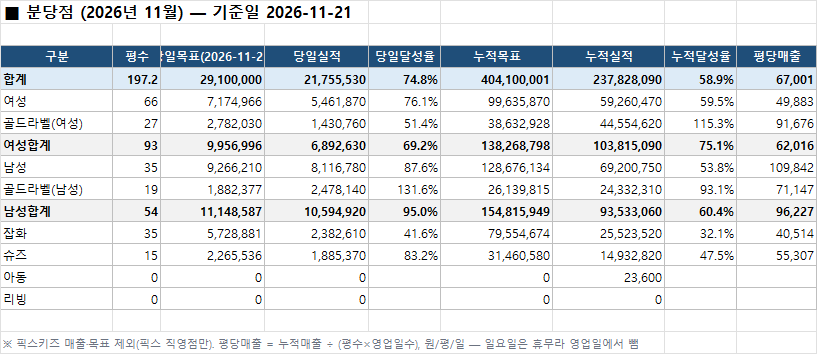 ■ 분당점 (2026년 11월) — 기준일 2026-11-21
구분 평수 당일목표(2026-11-2 당일실적 당일달성율 누적목표 누적실적 누적달성율 평당매출
합계 197.2 29,100,000 21,755,530 74.8% 404,100,001 237,828,090 58.9% 67,001
여성 66 7,174,966 5,461,870 76.1% 99,635,870 59,260,470 59.5% 49,883
골드라벨(여성) 27 2,782,030 1,430,760 51.4% 38,632,928 44,554,620 115.3% 91,676
여성합계 93 9,956,996 6,892,630 69.2% 138,268,798 103,815,090 75.1% 62,016
남성 35 9,266,210 8,116,780 87.6% 128,676,134 69,200,750 53.8% 109,842
골드라벨(남성) 19 1,882,377 2,478,140 131.6% 26,139,815 24,332,310 93.1% 71,147
남성합계 54 11,148,587 10,594,920 95.0% 154,815,949 93,533,060 60.4% 96,227
잡화 35 5,728,881 2,382,610 41.6% 79,554,674 25,523,520 32.1% 40,514
슈즈 15 2,265,536 1,885,370 83.2% 31,460,580 14,932,820 47.5% 55,307
아동 0 0 0 0 23,600
리빙 0 0 0 0 0
※ 픽스키즈 매출·목표 제외(픽스 직영점만). 평당매출 = 누적매출 ÷ (평수×영업일수), 원/평/일 — 일요일은 휴무라 영업일에서 뺌